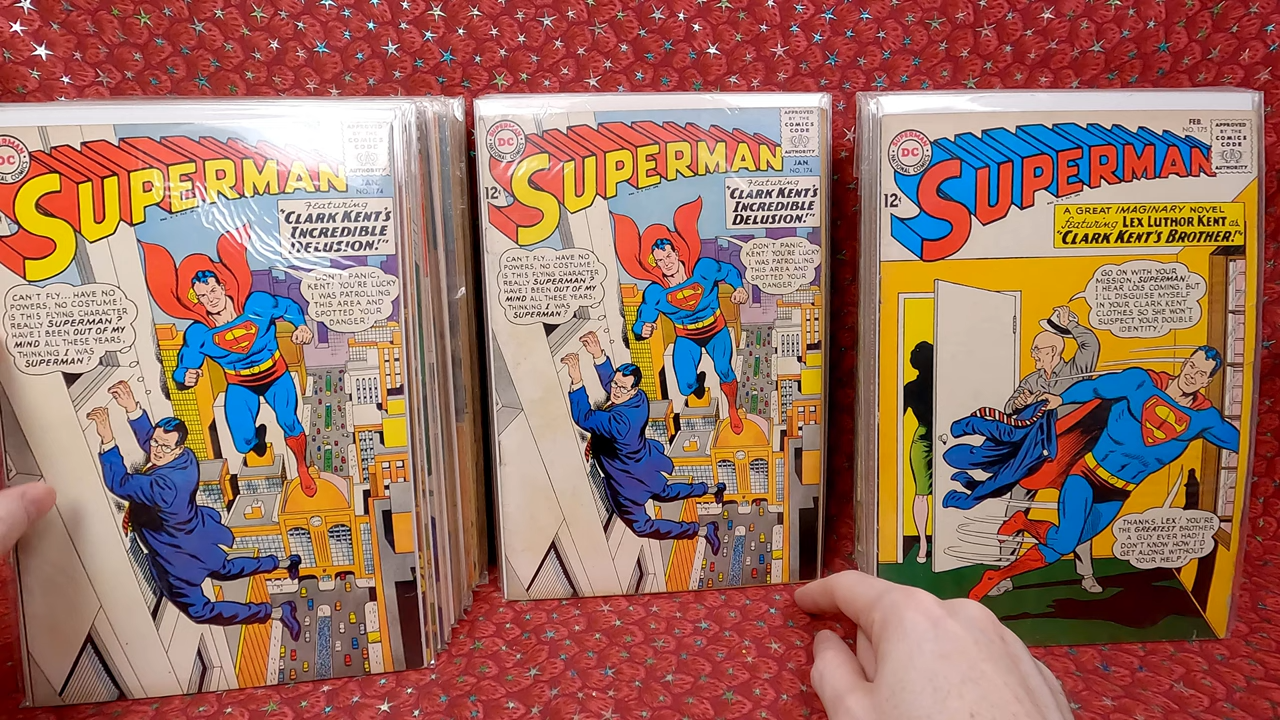 SUPERMAN
NATIONAL COMICS
DC
SUPERMAN
APPROVED
BY THE
COMICS
CODE
AUTHORITY
JAN.
NO. 174
Featuring
"CLARK KENT'S
INCREDIBLE
DELUSION!"
DON'T PANIC,
KENT! YOU'RE LUCKY
I WAS PATROLLING
THIS AREA AND
SPOTTED YOUR
DANGER!
CAN'T FLY... HAVE NO
POWERS, NO COSTUME!
IS THIS FLYING CHARACTER
REALLY SUPERMAN?
HAVE I BEEN OUT OF MY
MIND ALL THESE YEARS,
THINKING I WAS
SUPERMAN?
SUPERMAN
DC
NATIONAL COMICS
12¢
SUPERMAN
APPROVED
BY THE
COMICS
CODE
AUTHORITY
JAN.
NO. 174
Featuring
"CLARK KENT'S
INCREDIBLE
DELUSION!"
DON'T PANIC,
KENT! YOU'RE LUCKY
I WAS PATROLLING
THIS AREA AND
SPOTTED YOUR
DANGER!
CAN'T FLY... HAVE NO
POWERS, NO COSTUME!
IS THIS FLYING CHARACTER
REALLY SUPERMAN?
HAVE I BEEN OUT OF MY
MIND ALL THESE YEARS,
THINKING I WAS
SUPERMAN?
SUPERMAN
DC
NATIONAL COMICS
12¢
SUPERMAN
FEB.
NO. 175
APPROVED
BY THE
COMICS
CODE
AUTHORITY
A GREAT IMAGINARY NOVEL
featuring LEX LUTHOR KENT as
"CLARK KENT'S BROTHER!"
GO ON WITH YOUR
MISSION, SUPERMAN!
I HEAR LOIS COMING, BUT
I'LL DISGUISE MYSELF
IN YOUR CLARK KENT
CLOTHES SO SHE WON'T
SUSPECT YOUR DOUBLE
IDENTITY!
THANKS, LEX! YOU'RE
THE GREATEST BROTHER
A GUY EVER HAD! I
DON'T KNOW HOW I'D
GET ALONG WITHOUT
YOUR HELP!